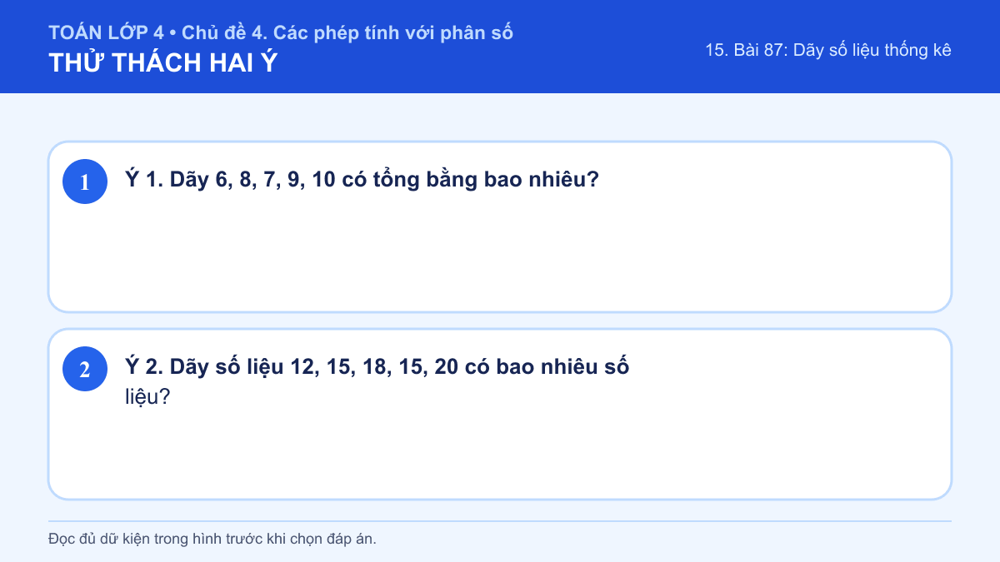 TOÁN LỚP 4 • Chủ đề 4. Các phép tính với phân số
THỬ THÁCH HAI Ý
15. Bài 87: Dãy số liệu thống kê
1
Ý 1. Dãy 6, 8, 7, 9, 10 có tổng bằng bao nhiêu?
2
Ý 2. Dãy số liệu 12, 15, 18, 15, 20 có bao nhiêu số
liệu?
Đọc đủ dữ kiện trong hình trước khi chọn đáp án.